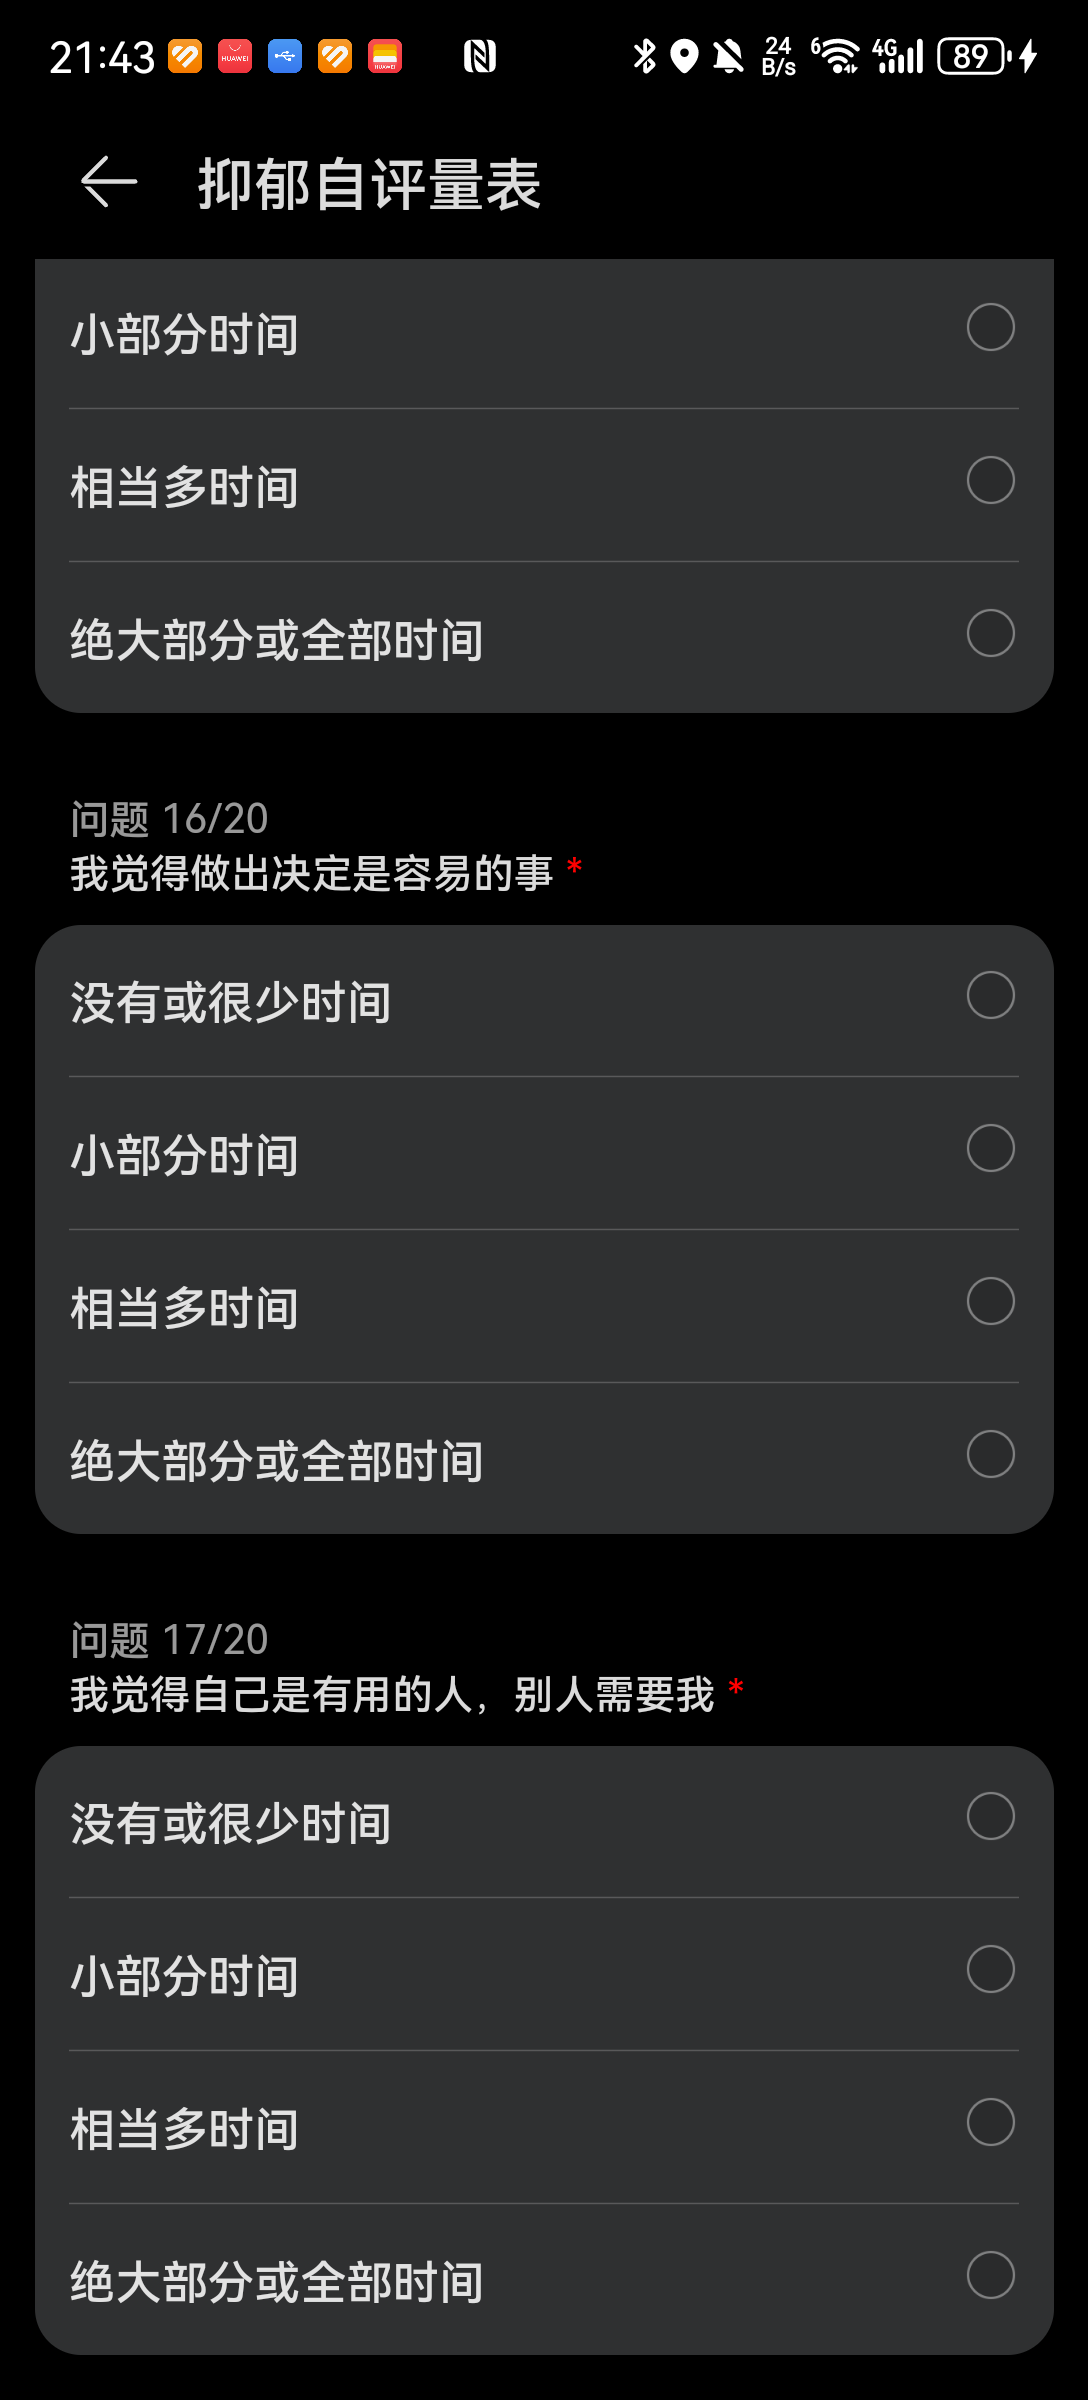 21:43
24
B/s
6
4G
89
抑郁自评量表
小部分时间
相当多时间
绝大部分或全部时间
问题 16/20
我觉得做出决定是容易的事 *
没有或很少时间
小部分时间
相当多时间
绝大部分或全部时间
问题 17/20
我觉得自己是有用的人，别人需要我 *
没有或很少时间
小部分时间
相当多时间
绝大部分或全部时间